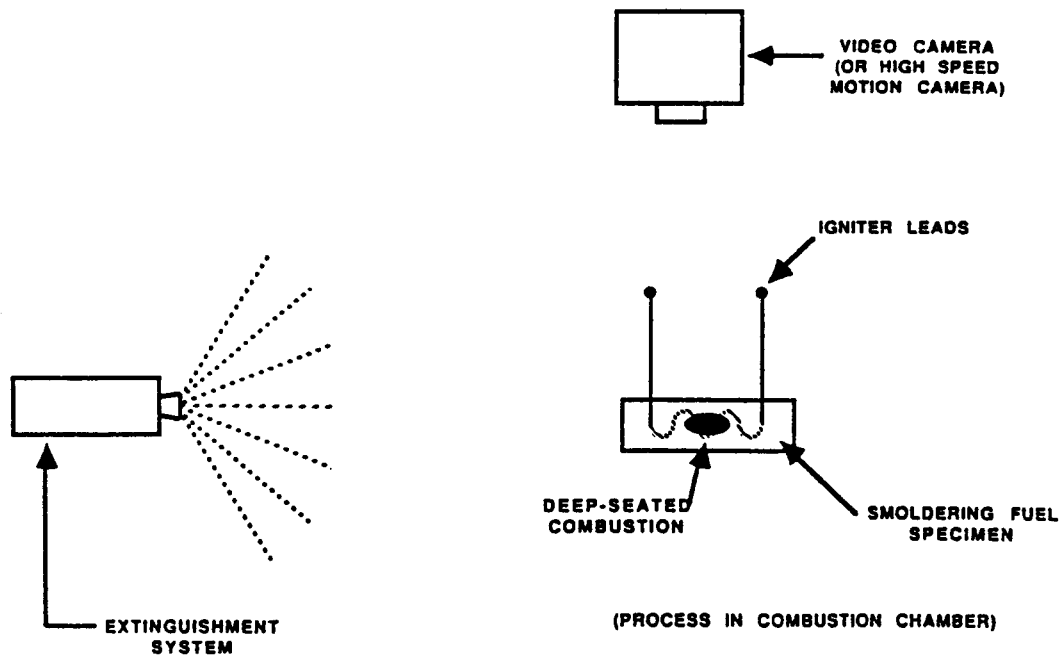 VIDEO CAMERA
(OR HIGH SPEED
MOTION CAMERA)
IGNITER LEADS
DEEP-SEATED
COMBUSTION
SMOLDERING FUEL
SPECIMEN
EXTINGUISHMENT
SYSTEM
(PROCESS IN COMBUSTION CHAMBER)